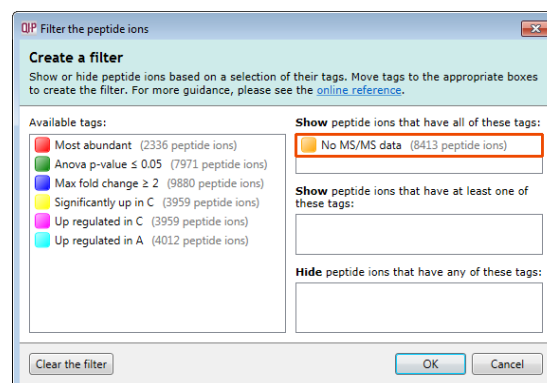 QIP Filter the peptide ions
Create a filter
Show or hide peptide ions based on a selection of their tags. Move tags to the appropriate boxes
to create the filter. For more guidance, please see the online reference.
Available tags:
Most abundant (2336 peptide ions)
Anova p-value ≤ 0.05 (7971 peptide ions)
Max fold change ≥ 2 (9880 peptide ions)
Significantly up in C (3959 peptide ions)
Up regulated in C (3959 peptide ions)
Up regulated in A (4012 peptide ions)
Show peptide ions that have all of these tags:
No MS/MS data (8413 peptide ions)
Show peptide ions that have at least one of
these tags:
Hide peptide ions that have any of these tags:
Clear the filter
OK
Cancel